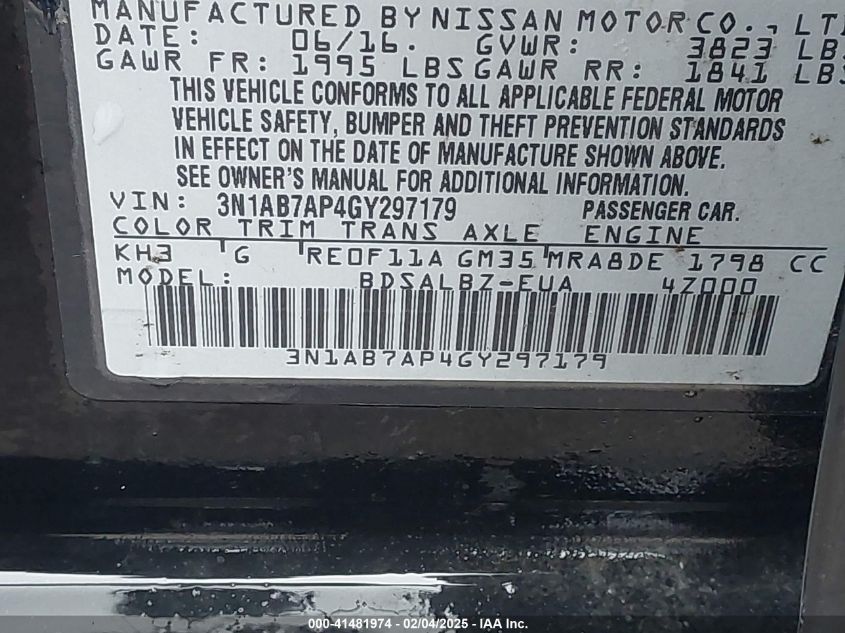 MANUFACTURED BY NISSAN MOTOR CO., LT
DATE: 06/16. GVWR: 3823 LB
GAWR FR: 1995 LBS GAWR RR: 1841 LBS
THIS VEHICLE CONFORMS TO ALL APPLICABLE FEDERAL MOTOR
VEHICLE SAFETY, BUMPER AND THEFT PREVENTION STANDARDS
IN EFFECT ON THE DATE OF MANUFACTURE SHOWN ABOVE.
SEE OWNER'S MANUAL FOR ADDITIONAL INFORMATION.
VIN: 3N1AB7AP4GY297179 PASSENGER CAR.
COLOR TRIM TRANS AXLE ENGINE
KH3 G RE0F11A GM35 MRA8DE 1798 CC
MODEL: BDSALBZ-EUA 4Z000
3N1AB7AP4GY297179
000-41481974 - 02/04/2025 - IAA Inc.